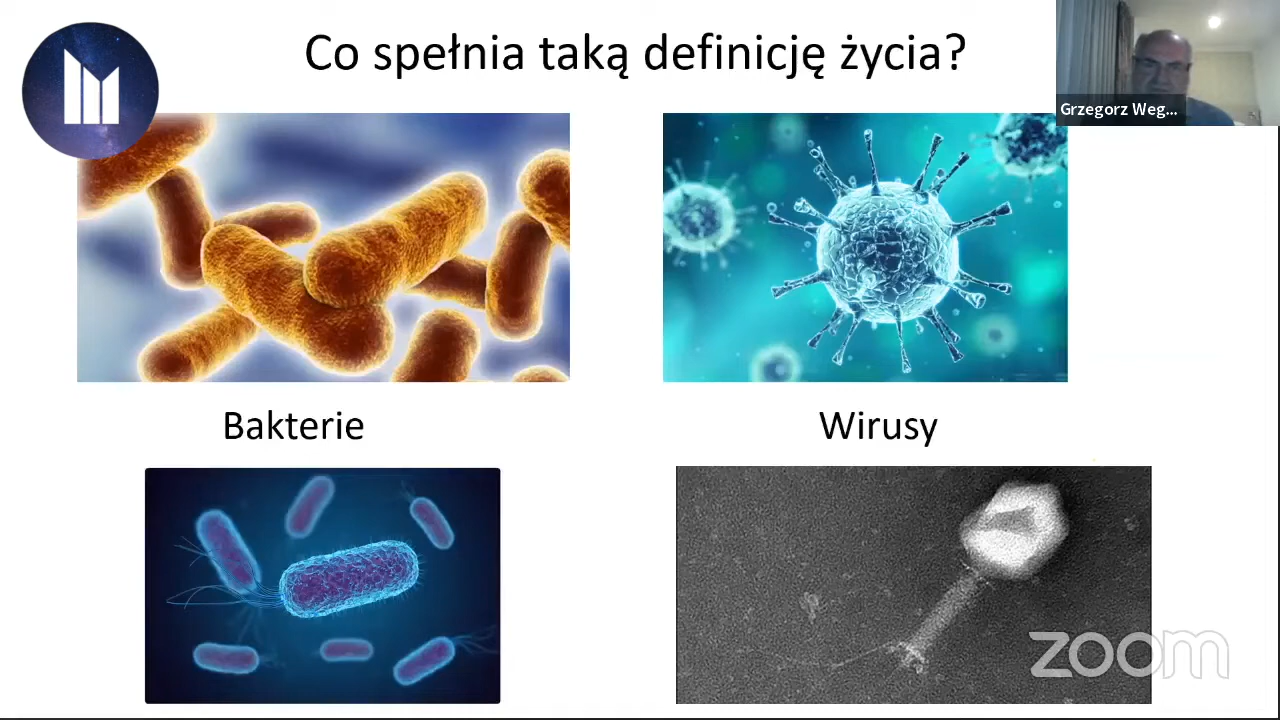 Co spełnia taką definicję życia?
Grzegorz Weg...
Bakterie
Wirusy
zoom